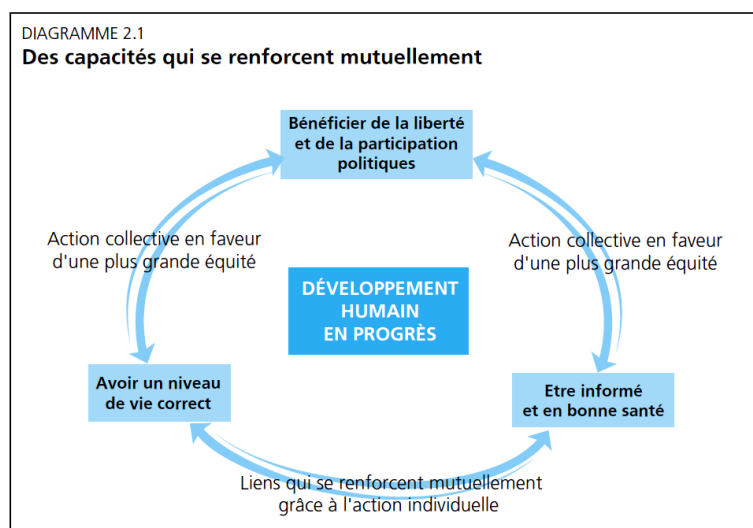 DIAGRAMME 2.1
Des capacités qui se renforcent mutuellement
Bénéficier de la liberté
et de la participation
politiques
Action collective en faveur
d'une plus grande équité
Action collective en faveur
d'une plus grande équité
DÉVELOPPEMENT
HUMAIN
EN PROGRÈS
Avoir un niveau
de vie correct
Etre informé
et en bonne santé
Liens qui se renforcent mutuellement
grâce à l'action individuelle